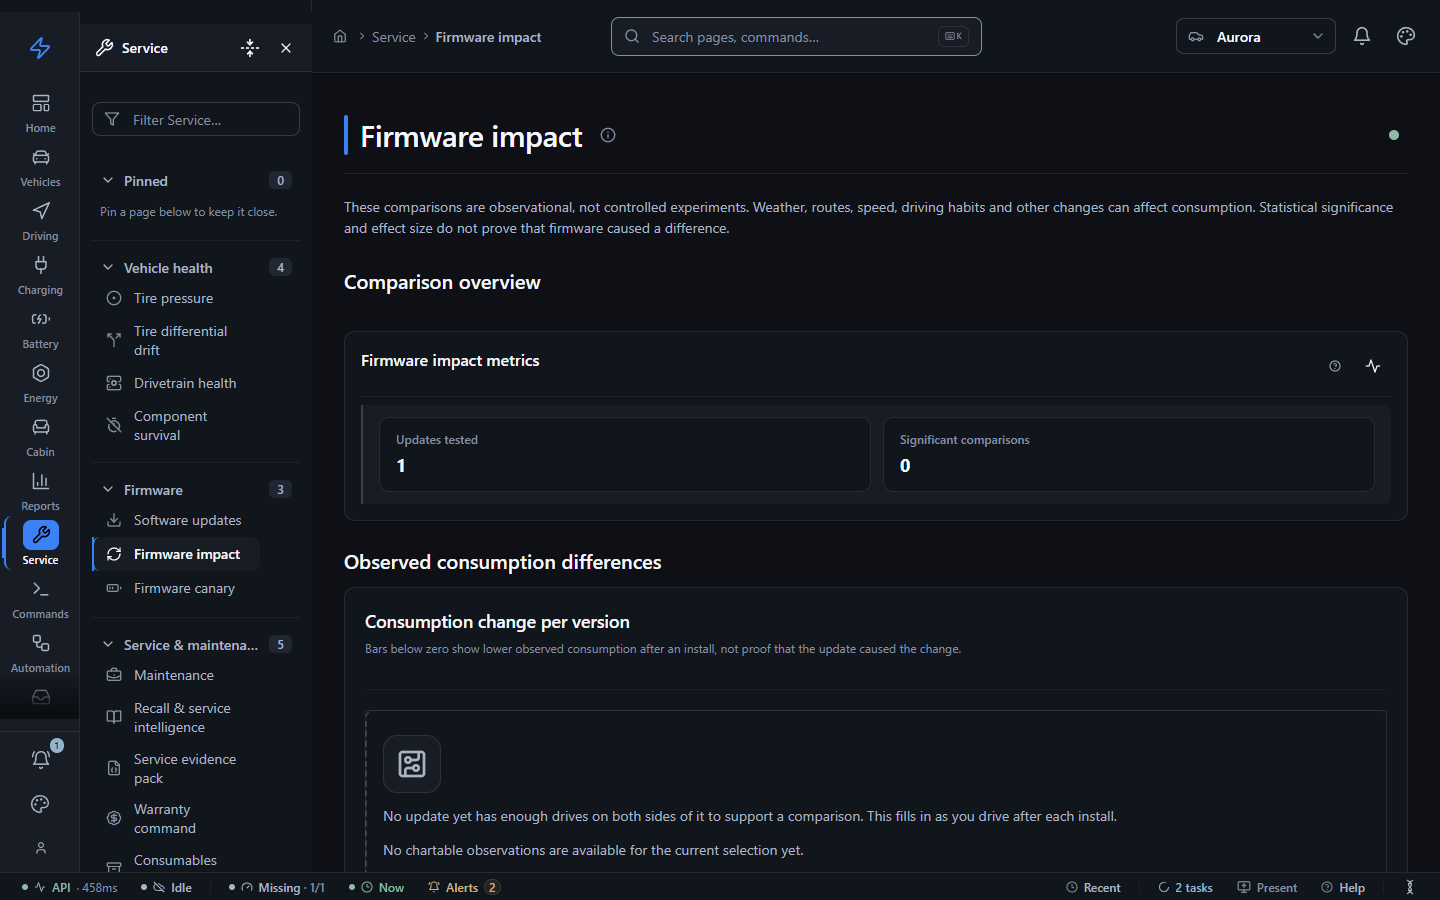 Home
Vehicles
Driving
Charging
Battery
Energy
Cabin
Reports
Service
Commands
Automation
1
Service
Filter Service...
Pinned 0
Pin a page below to keep it close.
Vehicle health 4
Tire pressure
Tire differential
drift
Drivetrain health
Component
survival
Firmware 3
Software updates
Firmware impact
Firmware canary
Service & maintena... 5
Maintenance
Recall & service
intelligence
Service evidence
pack
Warranty
command
Consumables
Service > Firmware impact
Search pages, commands... K
Aurora
Firmware impact
These comparisons are observational, not controlled experiments. Weather, routes, speed, driving habits and other changes can affect consumption. Statistical significance
and effect size do not prove that firmware caused a difference.
Comparison overview
Firmware impact metrics
Updates tested
1
Significant comparisons
0
Observed consumption differences
Consumption change per version
Bars below zero show lower observed consumption after an install, not proof that the update caused the change.
No update yet has enough drives on both sides of it to support a comparison. This fills in as you drive after each install.
No chartable observations are available for the current selection yet.
API · 458ms Idle Missing · 1/1 Now Alerts 2 Recent 2 tasks Present Help